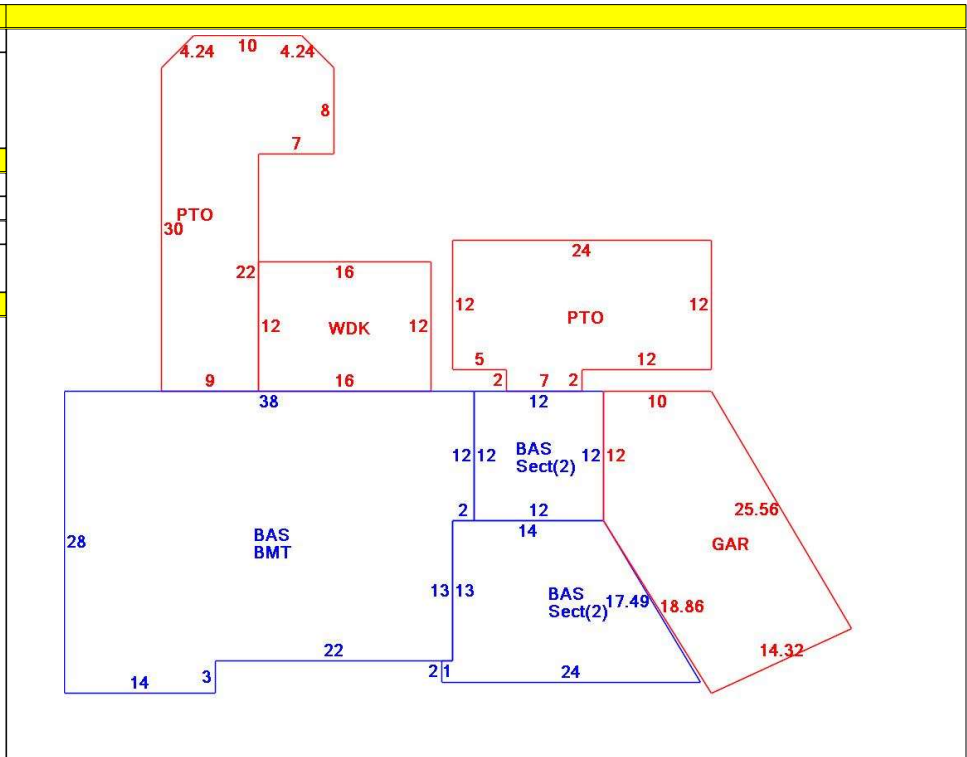 10
4.24 4.24
8
7
PTO
30
22
16
12 WDK 12
9 16
24
12 PTO 12
5 12
2 7 2
38
12
10
12 12 BAS 12 12
Sect(2)
2 12
14
25.56
GAR
28
BAS
BMT
13 13
BAS 17.49 18.86
Sect(2)
14.32
22
3
2 1
24
14